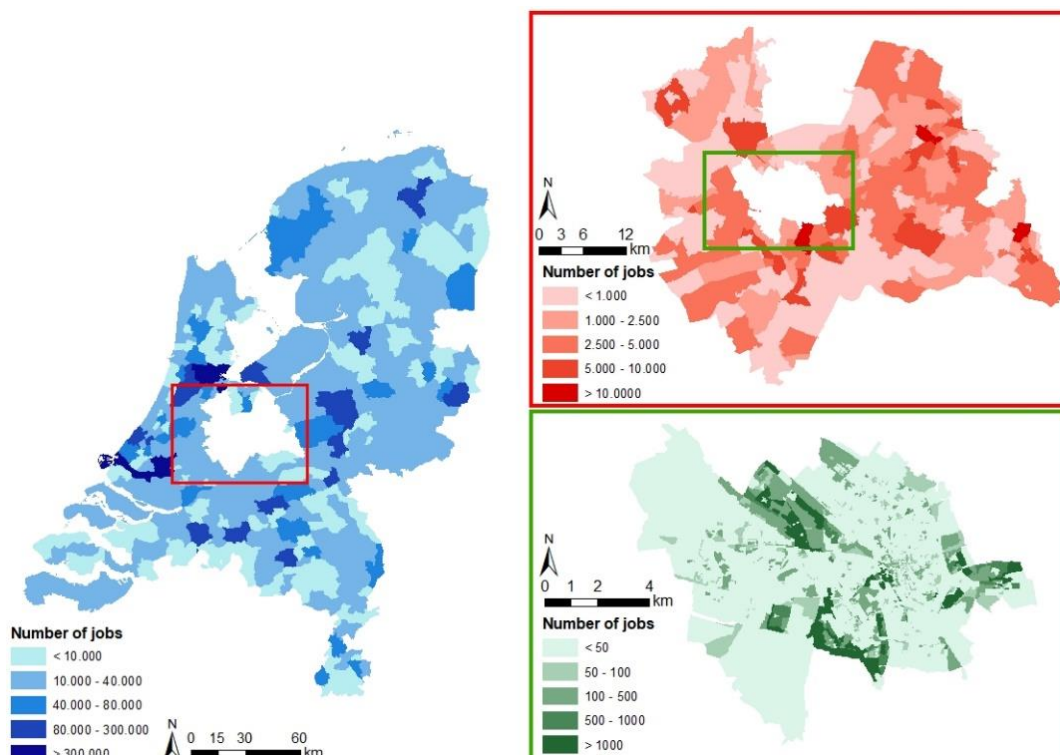 Number of jobs
< 10.000
10.000 - 40.000
40.000 - 80.000
80.000 - 300.000
> 300.000
N
0 15 30 60
km
N
0 3 6 12
km
Number of jobs
< 1.000
1.000 - 2.500
2.500 - 5.000
5.000 - 10.000
> 10.0000
N
0 1 2 4
km
Number of jobs
< 50
50 - 100
100 - 500
500 - 1000
> 1000